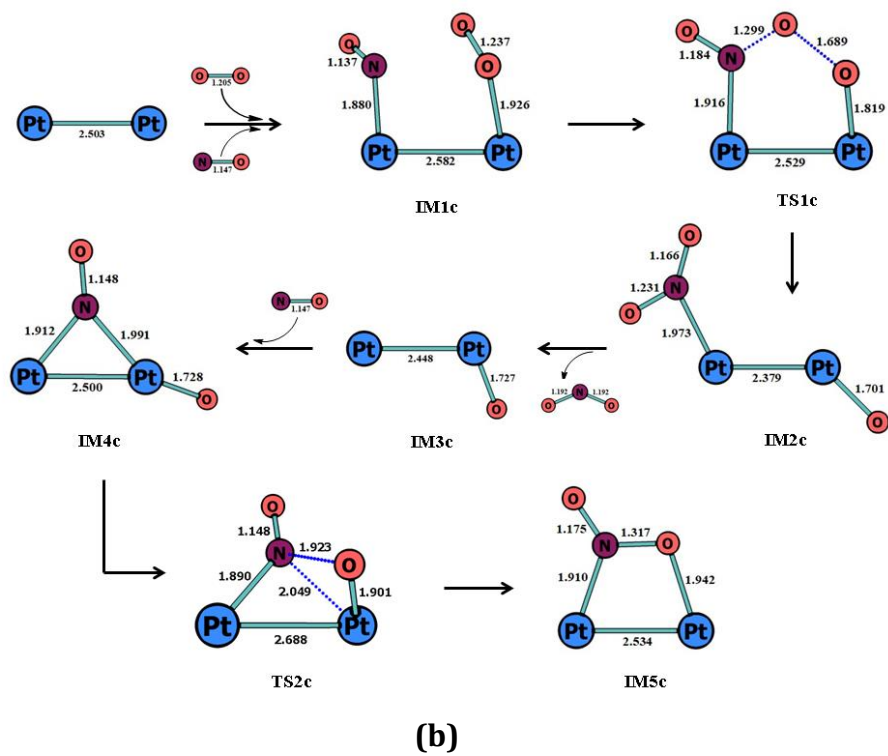 O O
1.205
Pt Pt
2.503
N O
1.147
O O
1.137 1.237
N O
1.880 1.926
Pt Pt
2.582
IM1c
O 1.299 O
1.184 1.689
N O
1.916 1.819
Pt Pt
2.529
TS1c
O
1.148
N
1.912 1.991
Pt Pt
2.500 1.728
O
IM4c
N O
1.147
Pt Pt
2.448
1.727
O
IM3c
1.192 N 1.192
O O
O
1.166
1.231 N
O
1.973
Pt Pt
2.379
1.701
O
IM2c
O
1.148 1.923
N O
1.890 2.049 1.901
Pt Pt
2.688
TS2c
O
1.175 1.317
N O
1.910 1.942
Pt Pt
2.534
IM5c
(b)